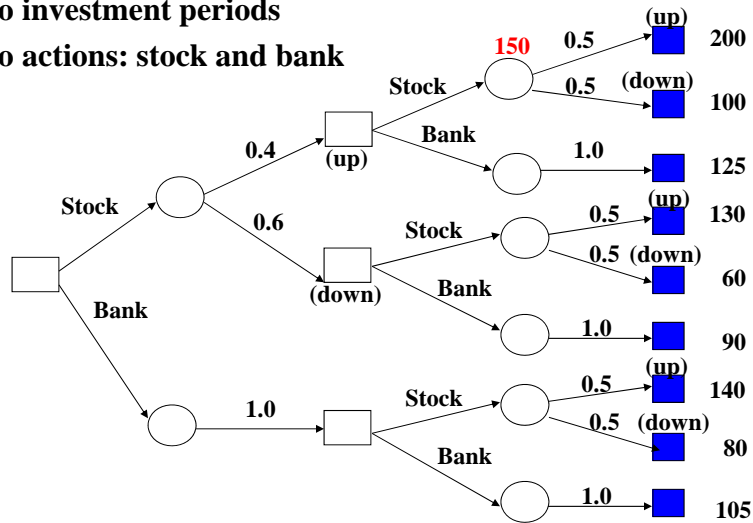 o investment periods
o actions: stock and bank
(up)
150
0.5
200
Stock
0.5
(down)
100
0.4
Bank
1.0
125
(up)
(up)
Stock
0.6
Stock
0.5
130
0.5
(down)
60
(down)
Bank
Bank
1.0
90
(up)
Stock
0.5
140
1.0
0.5
(down)
80
Bank
1.0
105